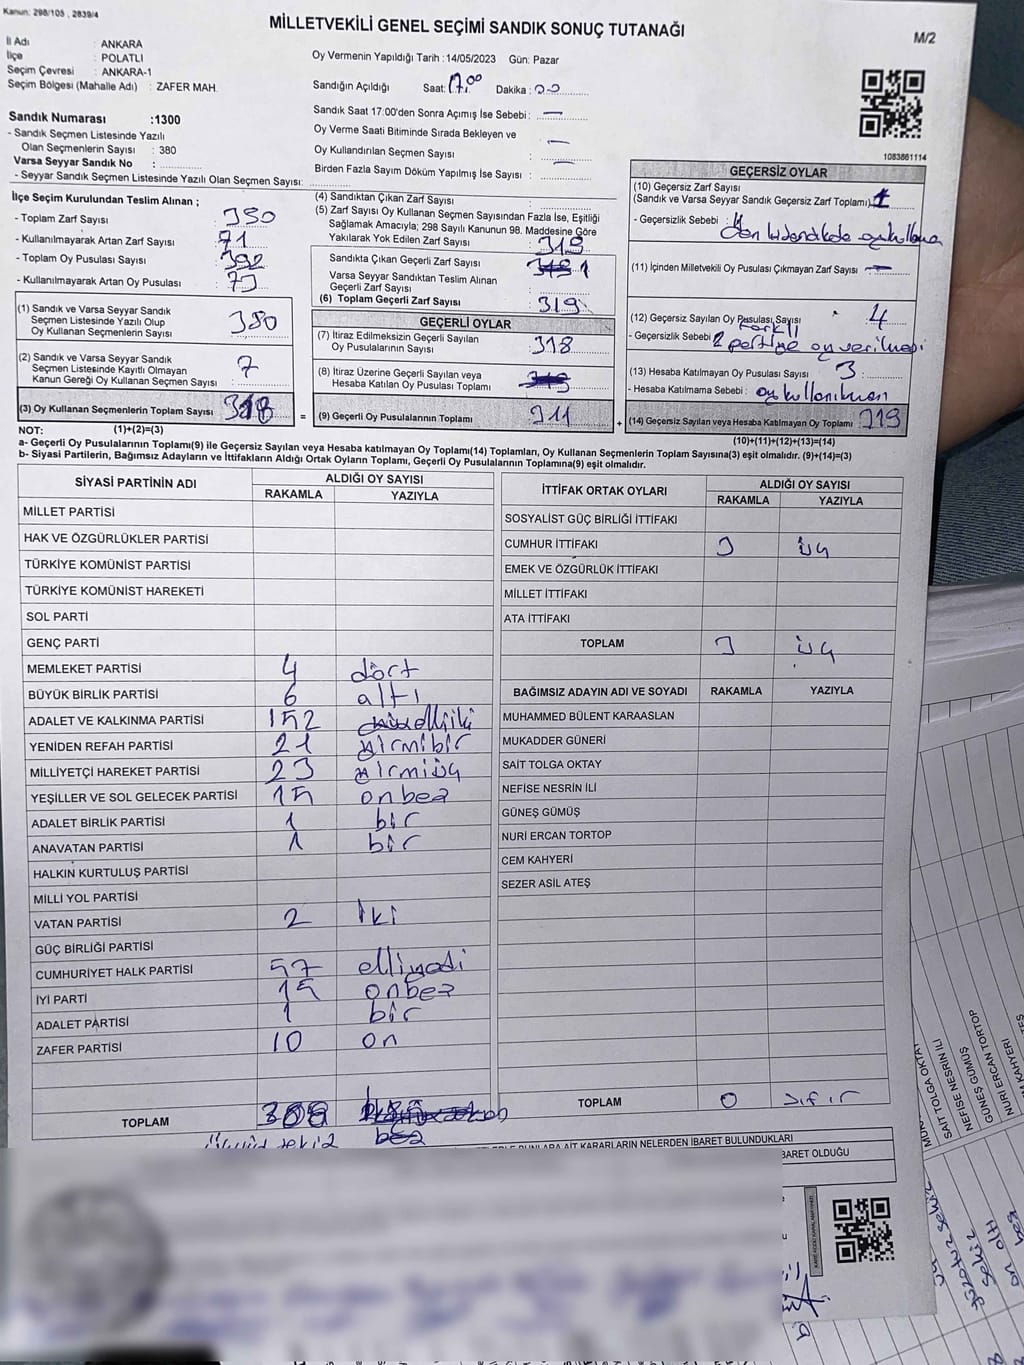 Kanun: 298/105 , 2839/4
MİLLETVEKİLİ GENEL SEÇİMİ SANDIK SONUÇ TUTANAĞI
M/2
İl Adı : ANKARA
İlçe : POLATLI
Seçim Çevresi : ANKARA-1
Seçim Bölgesi (Mahalle Adı) : ZAFER MAH.
Sandık Numarası :1300
- Sandık Seçmen Listesinde Yazılı
Olan Seçmenlerin Sayısı : 380
Varsa Seyyar Sandık No :
- Seyyar Sandık Seçmen Listesinde Yazılı Olan Seçmen Sayısı:
Oy Vermenin Yapıldığı Tarih :14/05/2023 Gün: Pazar
Sandığın Açıldığı Saat: 17.00 Dakika : 00
Sandık Saat 17:00'den Sonra Açımış İse Sebebi : —
Oy Verme Saati Bitiminde Sırada Bekleyen ve
Oy Kullandırılan Seçmen Sayısı : —
Birden Fazla Sayım Döküm Yapılmış İse Sayısı : —
1083861114
İlçe Seçim Kurulundan Teslim Alınan ;
- Toplam Zarf Sayısı : 350
- Kullanılmayarak Artan Zarf Sayısı : 71
- Toplam Oy Pusulası Sayısı : 392
- Kullanılmayarak Artan Oy Pusulası : 73
(1) Sandık ve Varsa Seyyar Sandık
Seçmen Listesinde Yazılı Olup
Oy Kullanan Seçmenlerin Sayısı 380
(2) Sandık ve Varsa Seyyar Sandık
Seçmen Listesinde Kayıtlı Olmayan
Kanun Gereği Oy Kullanan Seçmen Sayısı : 7
(3) Oy Kullanan Seçmenlerin Toplam Sayısı 318
(4) Sandıktan Çıkan Zarf Sayısı :
(5) Zarf Sayısı Oy Kullanan Seçmen Sayısından Fazla İse, Eşitliği
Sağlamak Amacıyla; 298 Sayılı Kanunun 98. Maddesine Göre
Yakılarak Yok Edilen Zarf Sayısı : 319
Sandıkta Çıkan Geçerli Zarf Sayısı
Varsa Seyyar Sandıktan Teslim Alınan
Geçerli Zarf Sayısı
(6) Toplam Geçerli Zarf Sayısı : 319
GEÇERLİ OYLAR
(7) İtiraz Edilmeksizin Geçerli Sayılan
Oy Pusulalarının Sayısı : 318
(8) İtiraz Üzerine Geçerli Sayılan veya
Hesaba Katılan Oy Pusulası Toplamı
= (9) Geçerli Oy Pusulalarının Toplamı 311
GEÇERSİZ OYLAR
(10) Geçersiz Zarf Sayısı
(Sandık ve Varsa Seyyar Sandık Geçersiz Zarf Toplamı) 1
- Geçersizlik Sebebi :
(11) İçinden Milletvekili Oy Pusulası Çıkmayan Zarf Sayısı —
(12) Geçersiz Sayılan Oy Pusulası Sayısı : 4
- Geçersizlik Sebebi : Farklı 2 partiye oy verilmesi
(13) Hesaba Katılmayan Oy Pusulası Sayısı : 3
- Hesaba Katılmama Sebebi : oy kullanılmam
+ (14) Geçersiz Sayılan veya Hesaba Katılmayan Oy Toplamı 319
NOT: (1)+(2)=(3)
(10)+(11)+(12)+(13)=(14)
a- Geçerli Oy Pusulalarının Toplamı(9) ile Geçersiz Sayılan veya Hesaba katılmayan Oy Toplamı(14) Toplamları, Oy Kullanan Seçmenlerin Toplam Sayısına(3) eşit olmalıdır. (9)+(14)=(3)
b- Siyasi Partilerin, Bağımsız Adayların ve İttifakların Aldığı Ortak Oyların Toplamı, Geçerli Oy Pusulalarının Toplamına(9) eşit olmalıdır.
SİYASİ PARTİNİN ADI ALDIĞI OY SAYISI
RAKAMLA YAZIYLA
MİLLET PARTİSİ
HAK VE ÖZGÜRLÜKLER PARTİSİ
TÜRKİYE KOMÜNİST PARTİSİ
TÜRKİYE KOMÜNİST HAREKETİ
SOL PARTİ
GENÇ PARTİ
MEMLEKET PARTİSİ 4 dört
BÜYÜK BİRLİK PARTİSİ 6 altı
ADALET VE KALKINMA PARTİSİ 152 yüzelliiki
YENİDEN REFAH PARTİSİ 21 yirmibir
MİLLİYETÇİ HAREKET PARTİSİ 23 yirmiüç
YEŞİLLER VE SOL GELECEK PARTİSİ 15 onbeş
ADALET BİRLİK PARTİSİ 1 bir
ANAVATAN PARTİSİ 1 bir
HALKIN KURTULUŞ PARTİSİ
MİLLİ YOL PARTİSİ
VATAN PARTİSİ 2 iki
GÜÇ BİRLİĞİ PARTİSİ
CUMHURİYET HALK PARTİSİ 57 elliyedi
İYİ PARTİ 15 onbeş
ADALET PARTİSİ 1 bir
ZAFER PARTİSİ 10 on
TOPLAM 308
üçyüz sekiz
İTTİFAK ORTAK OYLARI ALDIĞI OY SAYISI
RAKAMLA YAZIYLA
SOSYALİST GÜÇ BİRLİĞİ İTTİFAKI
CUMHUR İTTİFAKI 3 üç
EMEK VE ÖZGÜRLÜK İTTİFAKI
MİLLET İTTİFAKI
ATA İTTİFAKI
TOPLAM 3 üç
BAĞIMSIZ ADAYIN ADI VE SOYADI RAKAMLA YAZIYLA
MUHAMMED BÜLENT KARAASLAN
MUKADDER GÜNERİ
SAİT TOLGA OKTAY
NEFİSE NESRİN İLİ
GÜNEŞ GÜMÜŞ
NURİ ERCAN TORTOP
CEM KAHYERİ
SEZER ASİL ATEŞ
TOPLAM 0 sıfır
BUNLARA AİT KARARLARIN NELERDEN İBARET BULUNDUKLARI
BARET OLDUĞU
SAİT TOLGA OKTAY
NEFİSE NESRİN İLİ
GÜNEŞ GÜMÜŞ
NURİ ERCAN TORTOP
KAHYERİ
sekiz
on altı